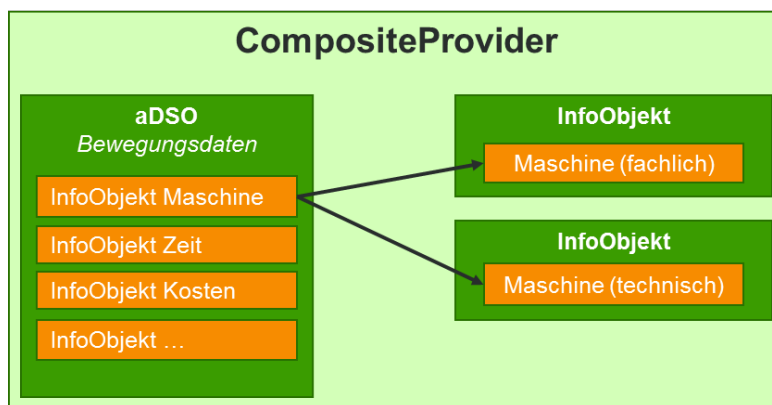 CompositeProvider
aDSO
Bewegungsdaten
InfoObjekt Maschine
InfoObjekt Zeit
InfoObjekt Kosten
InfoObjekt …
InfoObjekt
Maschine (fachlich)
InfoObjekt
Maschine (technisch)